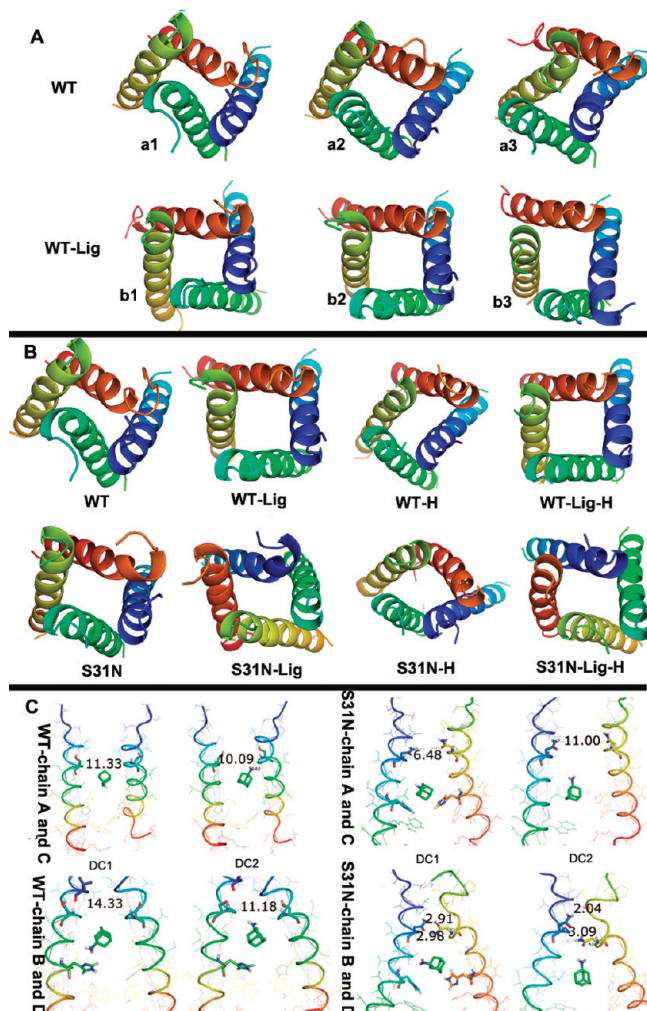 A
WT
a1
a2
a3
WT-Lig
b1
b2
b3
B
WT
WT-Lig
WT-H
WT-Lig-H
S31N
S31N-Lig
S31N-H
S31N-Lig-H
C
WT-chain A and C
11.33
10.09
S31N-chain A and C
6.48
11.00
DC1
DC2
DC1
DC2
WT-chain B and D
14.33
11.18
S31N-chain B and D
2.91
2.98
2.04
3.09